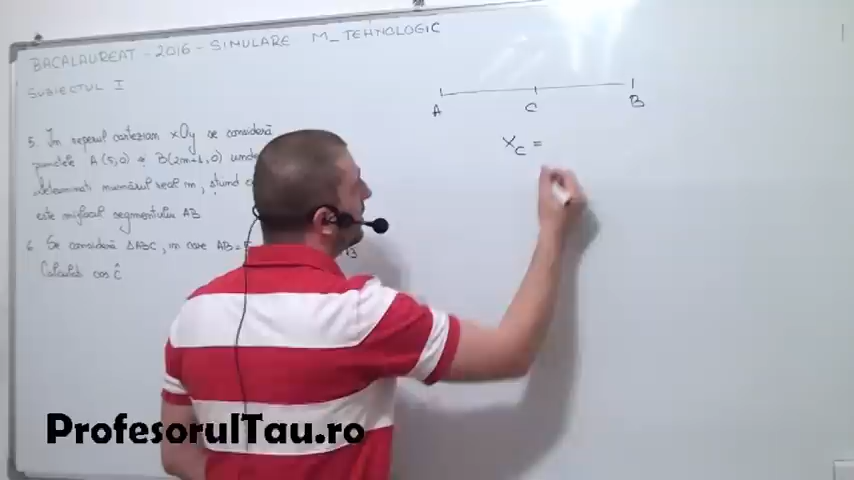 BACALAUREAT - 2016 - SIMULARE M_TEHNOLOGIC
SUBIECTUL I
5. În reperul cartezian xOy se consideră
punctele A(5,0) și B(2m+1,0) unde
determinați numărul real m, știind
este mijlocul segmentului AB
6. Se consideră ΔABC, în care AB=5
Calculați cos Ĉ
A C B
x_C =
ProfesorulTau.ro